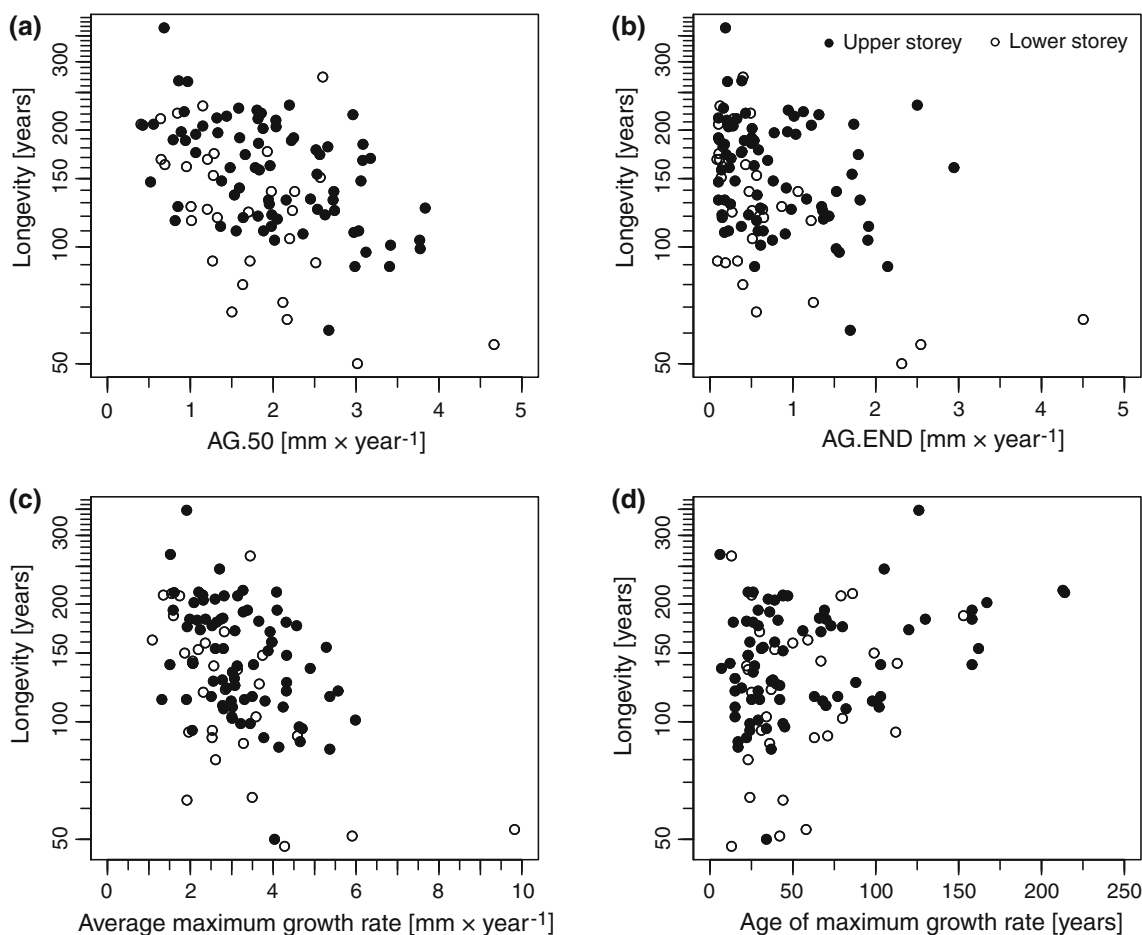 (a)
Longevity [years]
300
200
150
100
50
0 1 2 3 4 5
AG.50 [mm × year-1]
(b)
Upper storey Lower storey
Longevity [years]
300
200
150
100
50
0 1 2 3 4 5
AG.END [mm × year-1]
(c)
Longevity [years]
300
200
150
100
50
0 2 4 6 8 10
Average maximum growth rate [mm × year-1]
(d)
Longevity [years]
300
200
150
100
50
0 50 100 150 200 250
Age of maximum growth rate [years]